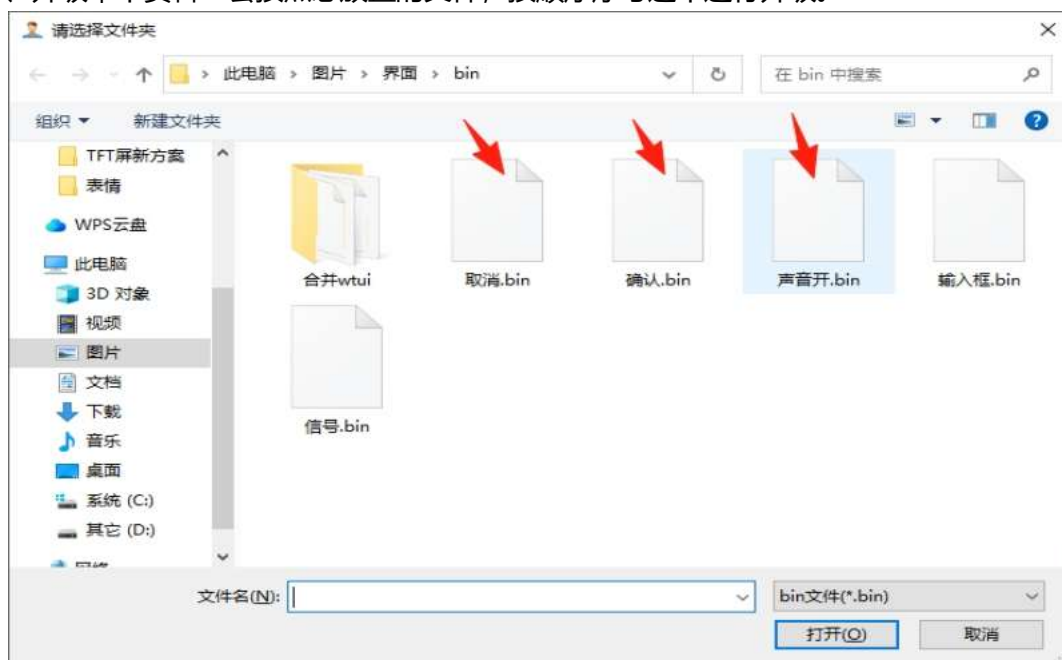 请选择文件夹
此电脑 > 图片 > 界面 > bin
在 bin 中搜索
组织
新建文件夹
TFT屏新方案
表情
WPS云盘
此电脑
3D 对象
视频
图片
文档
下载
音乐
桌面
系统 (C:)
其它 (D:)
合并wtui
取消.bin
确认.bin
声音开.bin
输入框.bin
信号.bin
文件名(N):
bin文件(*.bin)
打开(O)
取消